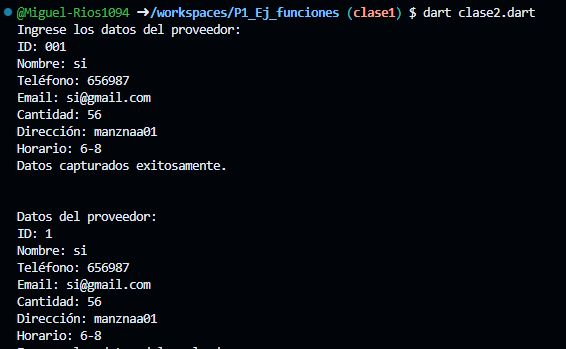 @Miguel-Rios1094 ➜/workspaces/P1_Ej_funciones (clase1) $ dart clase2.dart
Ingrese los datos del proveedor:
ID: 001
Nombre: si
Teléfono: 656987
Email: si@gmail.com
Cantidad: 56
Dirección: manznaa01
Horario: 6-8
Datos capturados exitosamente.
Datos del proveedor:
ID: 1
Nombre: si
Teléfono: 656987
Email: si@gmail.com
Cantidad: 56
Dirección: manznaa01
Horario: 6-8